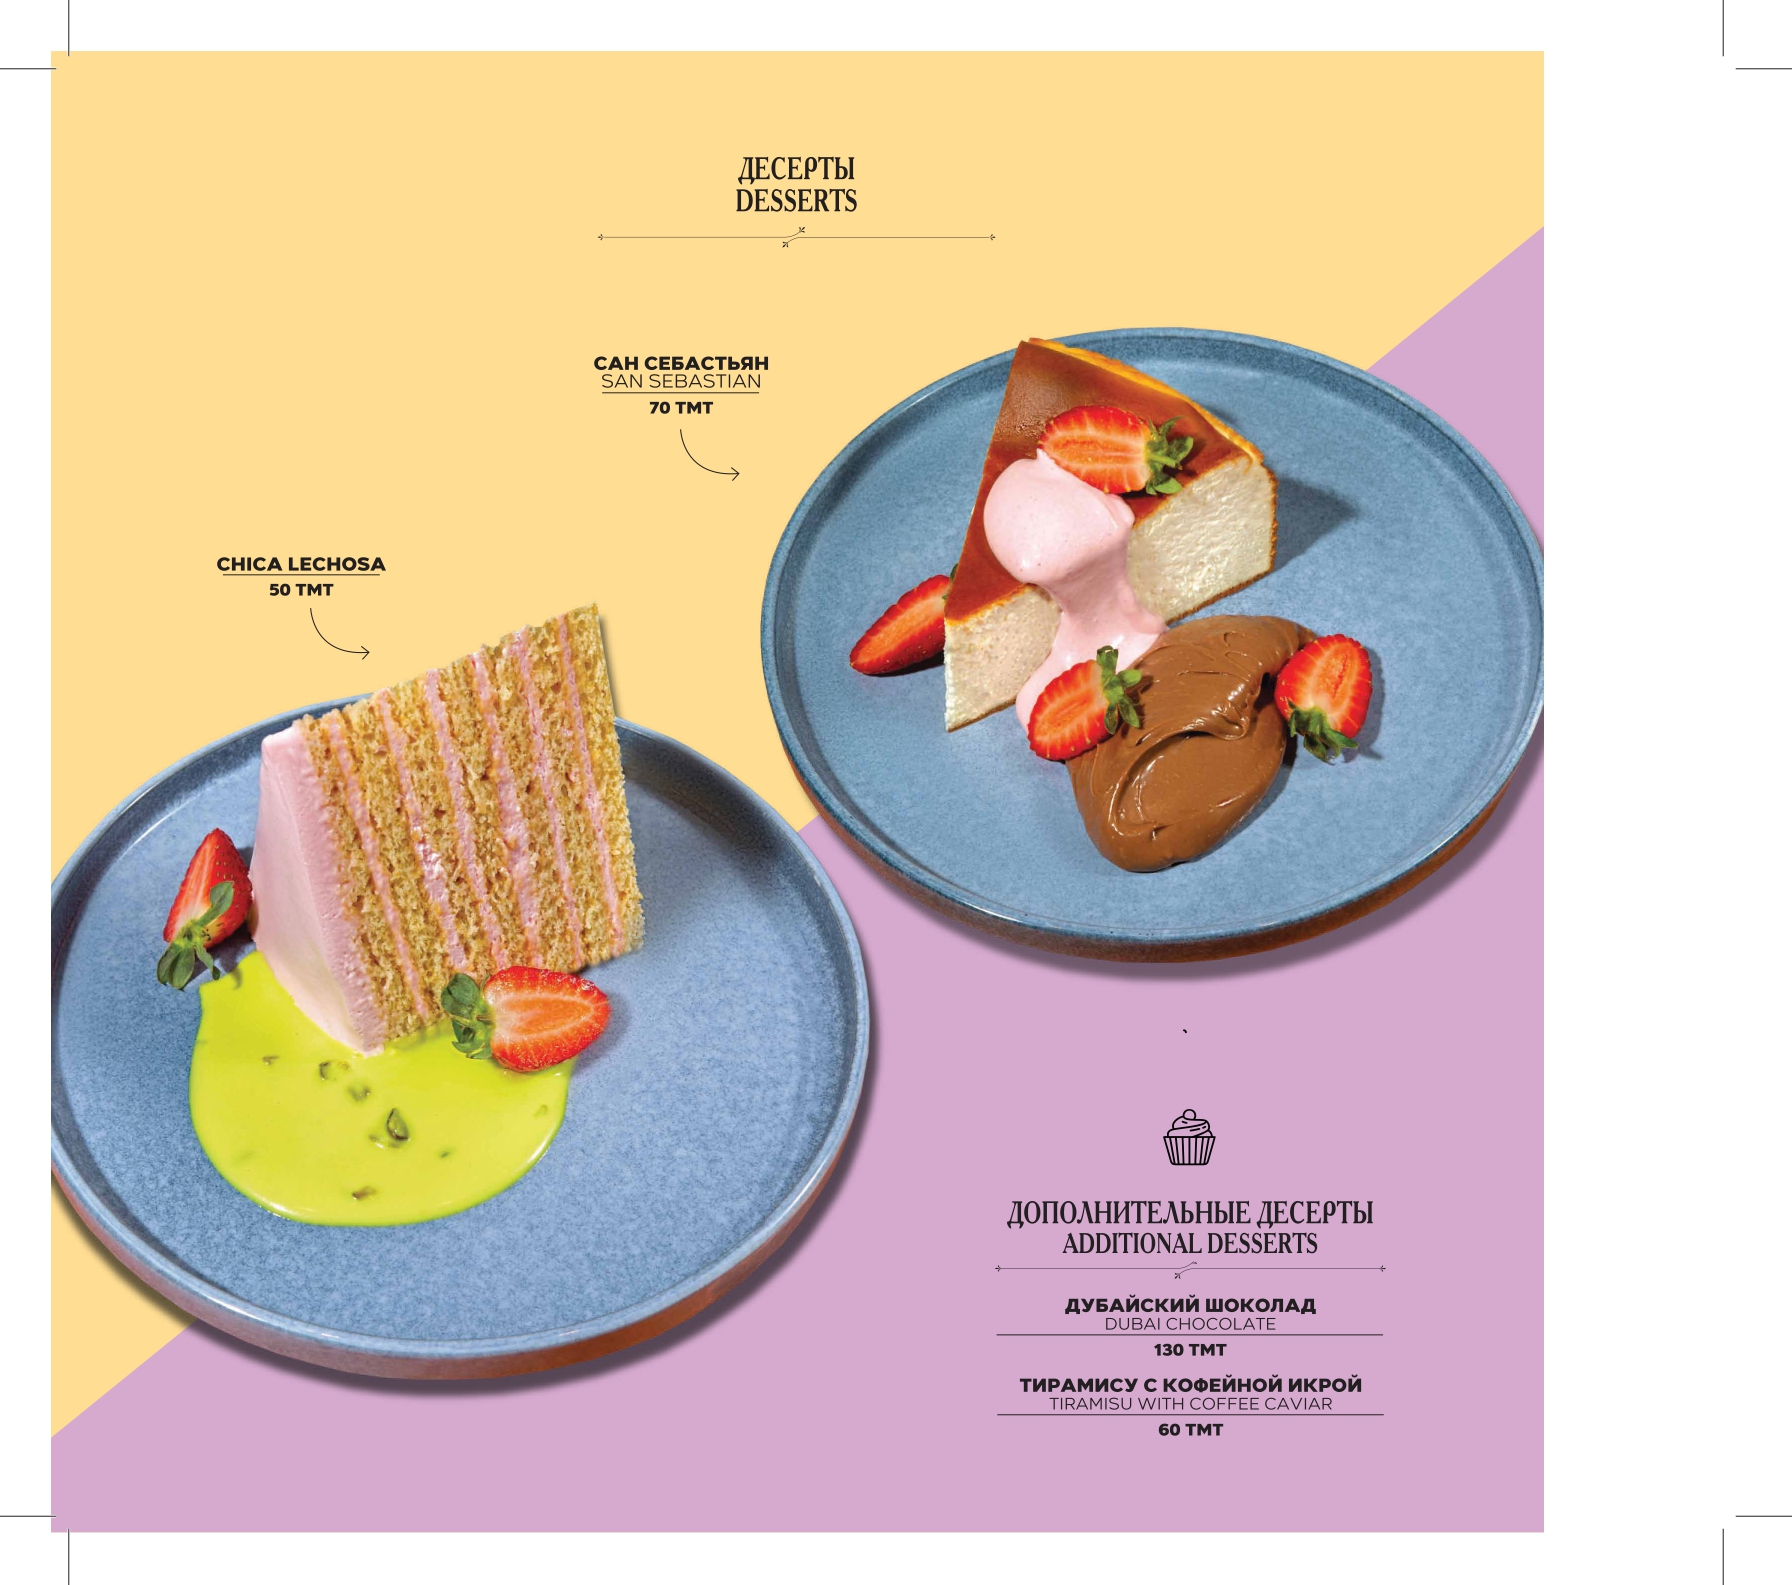 ДЕСЕРТЫ
DESSERTS
САН СЕБАСТЬЯН
SAN SEBASTIAN
70 TMT
CHICA LECHOSA
50 TMT
ДОПОЛНИТЕЛЬНЫЕ ДЕСЕРТЫ
ADDITIONAL DESSERTS
ДУБАЙСКИЙ ШОКОЛАД
DUBAI CHOCOLATE
130 TMT
ТИРАМИСУ С КОФЕЙНОЙ ИКРОЙ
TIRAMISU WITH COFFEE CAVIAR
60 TMT